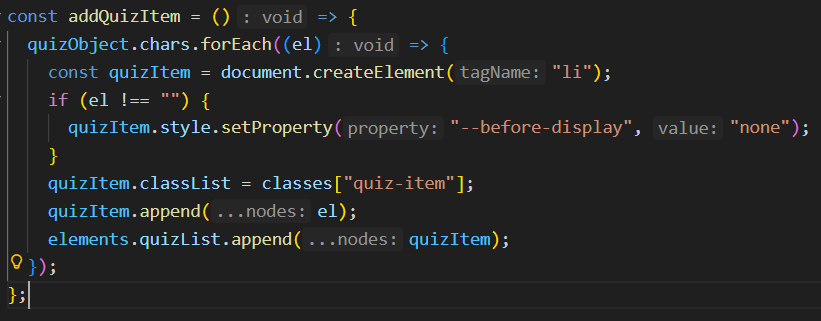 const addQuizItem = () : void => {
quizObject.chars.forEach((el) : void => {
const quizItem = document.createElement(tagName: "li");
if (el !== "") {
quizItem.style.setProperty(property: "--before-display", value: "none");
}
quizItem.classList = classes["quiz-item"];
quizItem.append(...nodes: el);
elements.quizList.append(...nodes: quizItem);
});
};